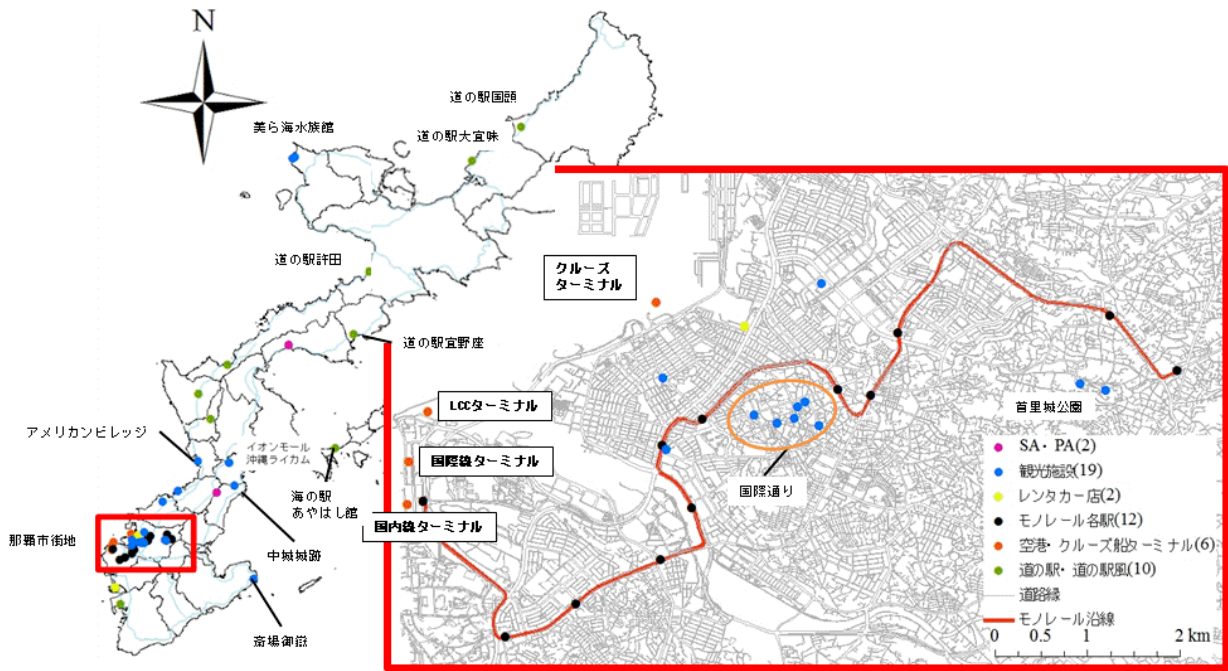 N
道の駅国頭
美ら海水族館
道の駅大宜味
道の駅許田
道の駅宜野座
アメリカンビレッジ
イオンモール
沖縄ライカム
海の駅
あやはし館
那覇市街地
中城城跡
斎場御嶽
クルーズ
ターミナル
LCCターミナル
国際線ターミナル
国内線ターミナル
国際通り
首里城公園
SA・PA(2)
観光施設(19)
レンタカー店(2)
モノレール各駅(12)
空港・クルーズ船ターミナル(6)
道の駅・道の駅風(10)
道路縁
モノレール沿線
0 0.5 1 2 km